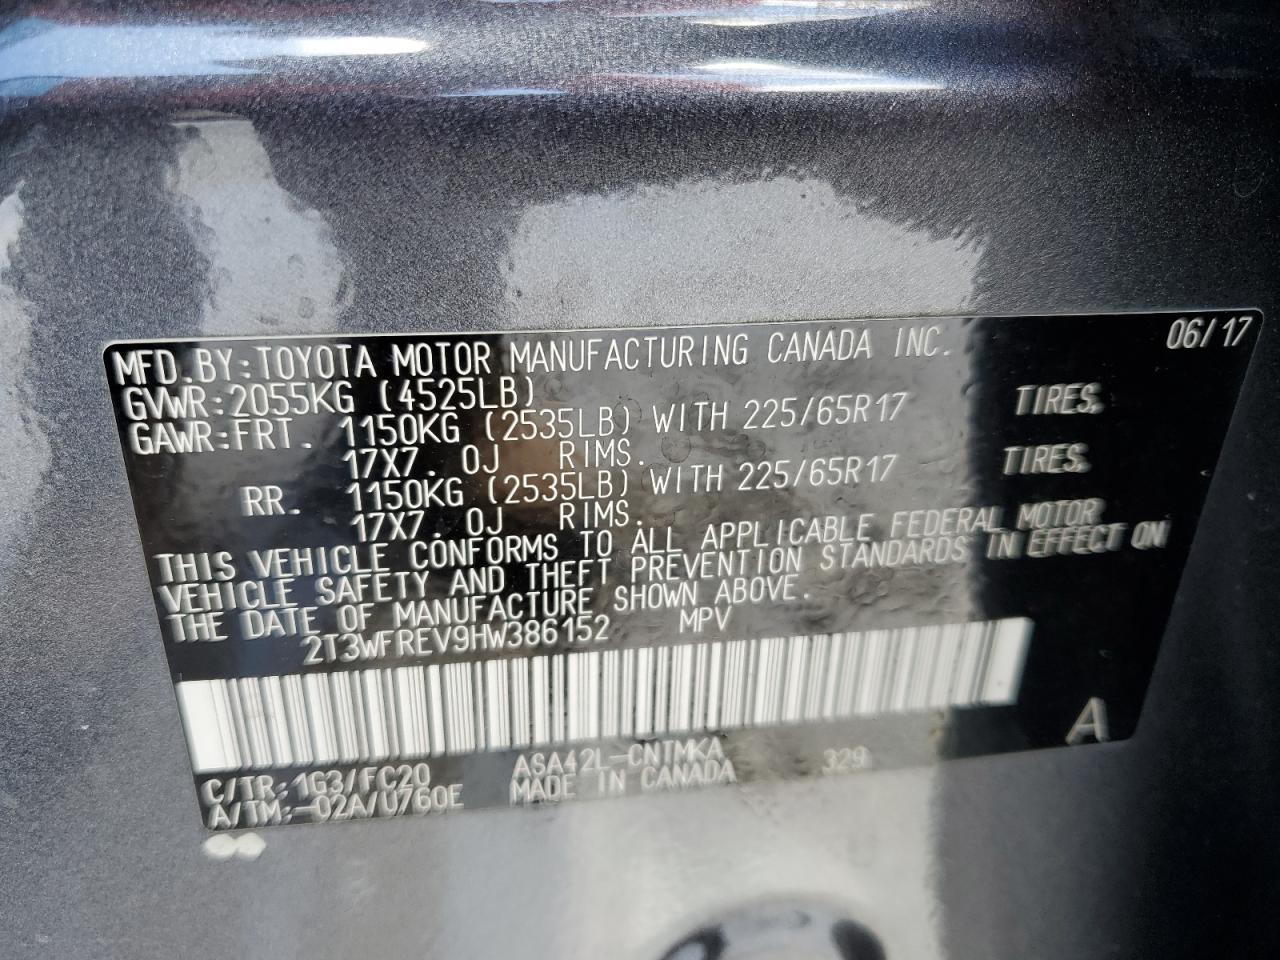 MFD.BY:TOYOTA MOTOR MANUFACTURING CANADA INC. 06/17
GVWR:2055KG (4525LB)
GAWR:FRT. 1150KG (2535LB) WITH 225/65R17 TIRES.
17X7. 0J RIMS.
RR. 1150KG (2535LB) WITH 225/65R17 TIRES.
17X7. 0J RIMS.
THIS VEHICLE CONFORMS TO ALL APPLICABLE FEDERAL MOTOR
VEHICLE SAFETY AND THEFT PREVENTION STANDARDS IN EFFECT ON
THE DATE OF MANUFACTURE SHOWN ABOVE.
2T3WFREV9HW386152 MPV
A
C/TR:1G3/FC20 ASA42L-CNTMKA 329
A/TM:-02A/U760E MADE IN CANADA